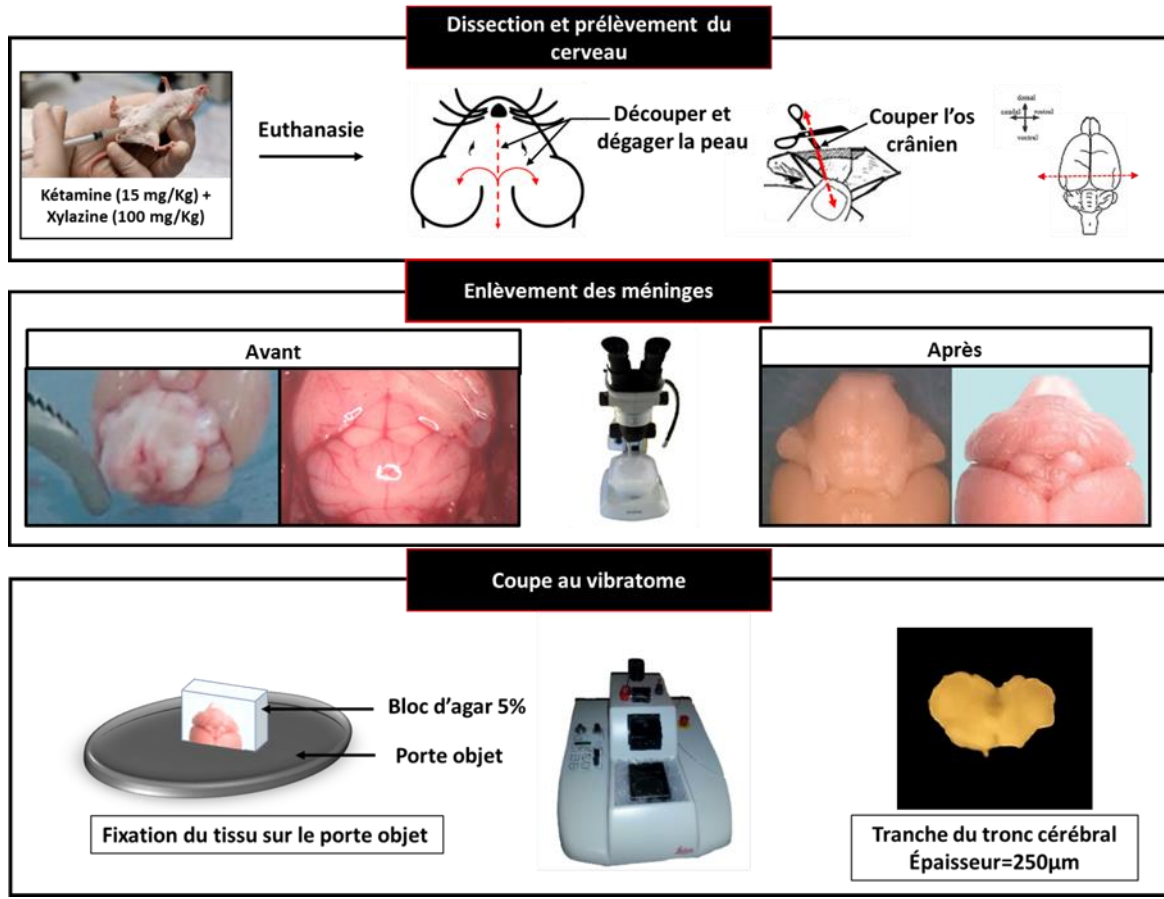 Dissection et prélèvement du
cerveau
Kétamine (15 mg/Kg) +
Xylazine (100 mg/Kg)
Euthanasie
Découper et
dégager la peau
Couper l'os
crânien
dorsal
caudal
ventral
Enlèvement des méninges
Avant
Après
Coupe au vibratome
Bloc d'agar 5%
Porte objet
Fixation du tissu sur le porte objet
Leica
Tranche du tronc cérébral
Épaisseur=250µm